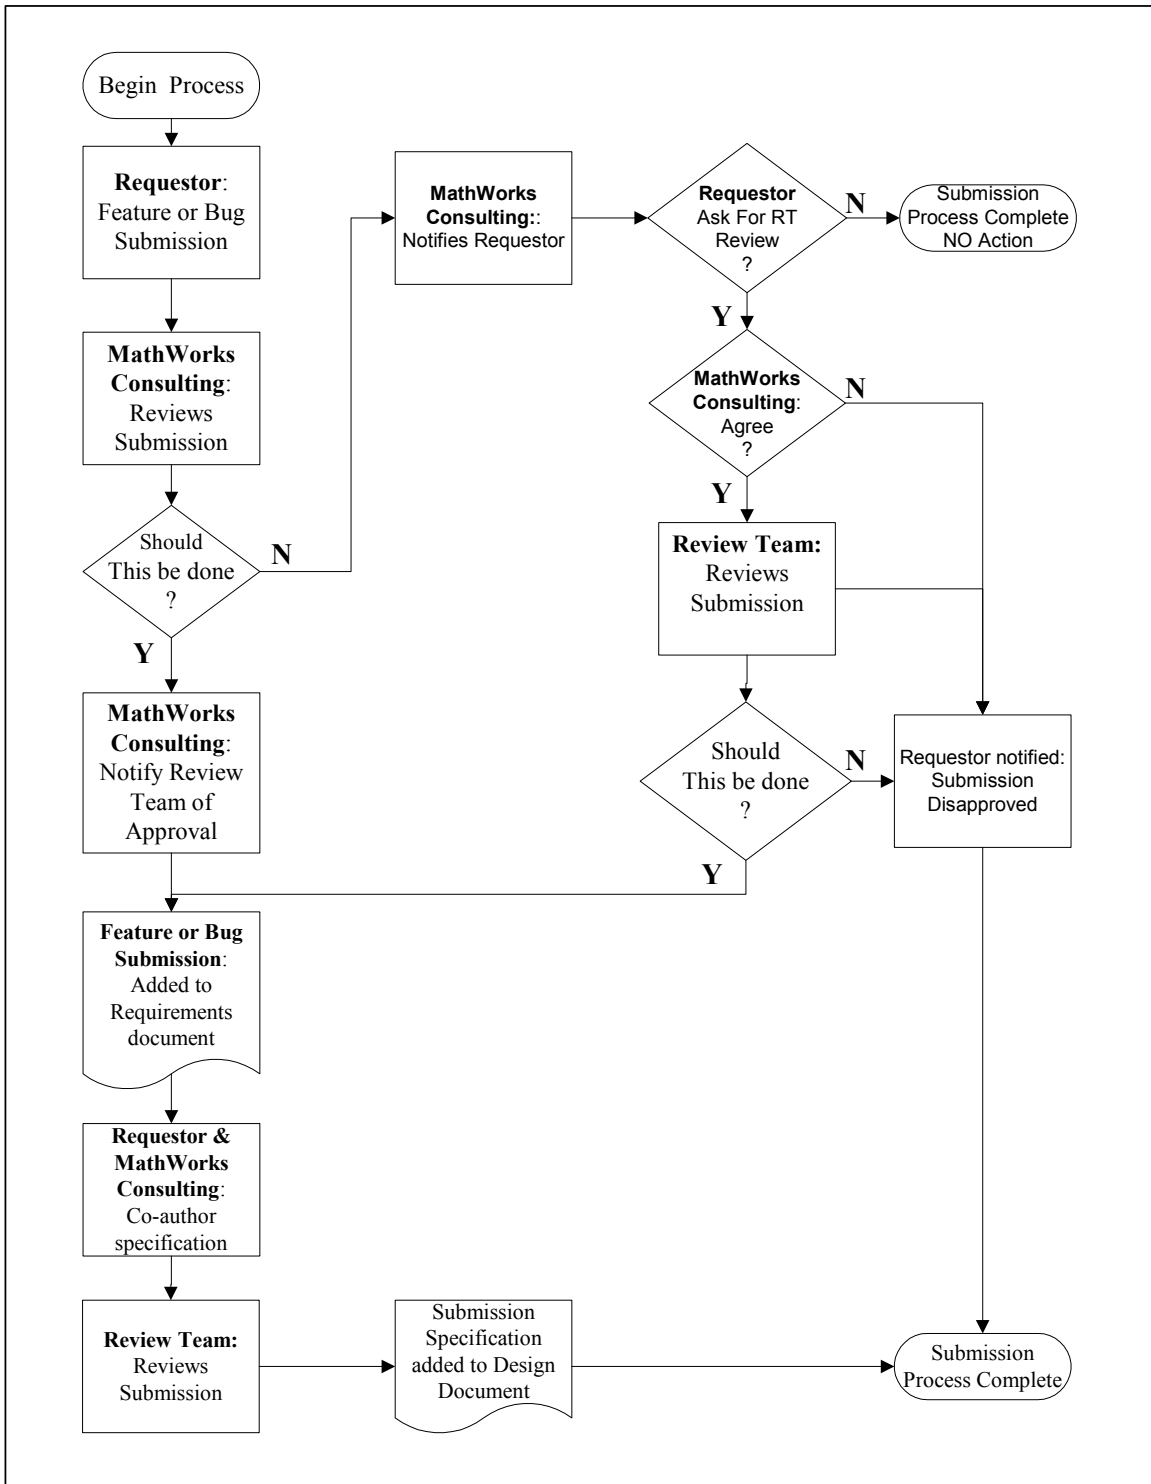 Begin Process
Requestor:
Feature or Bug
Submission
MathWorks
Consulting:
Reviews
Submission
Should
This be done
?
N
Y
MathWorks
Consulting::
Notifies Requestor
Requestor
Ask For RT
Review
?
N
Submission
Process Complete
NO Action
Y
MathWorks
Consulting:
Agree
?
N
Y
Review Team:
Reviews
Submission
Should
This be done
?
N
Requestor notified:
Submission
Disapproved
Y
MathWorks
Consulting:
Notify Review
Team of
Approval
Feature or Bug
Submission:
Added to
Requirements
document
Requestor &
MathWorks
Consulting:
Co-author
specification
Review Team:
Reviews
Submission
Submission
Specification
added to Design
Document
Submission
Process Complete